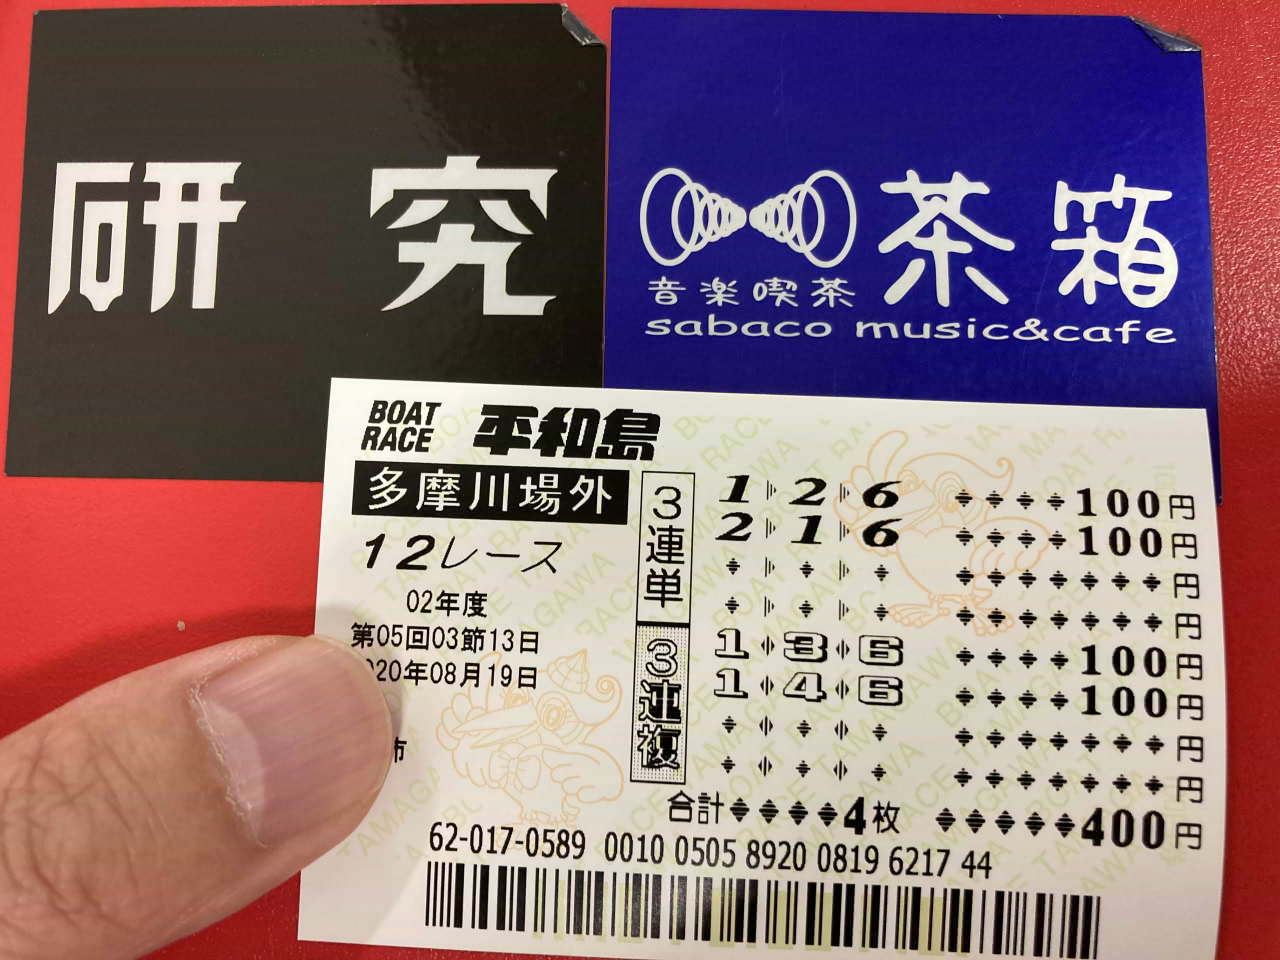 研究
茶箱
音楽喫茶
sabaco music&cafe
BOAT RACE 平和島
多摩川場外
12レース
02年度
第05回03節13日
020年08月19日
市
3連単
1 2 6 100円
2 1 6 100円
円
円
3連複
1 3 6 100円
1 4 6 100円
円
円
合計 4枚 400円
62-017-0589 0010 0505 8920 0819 6217 44